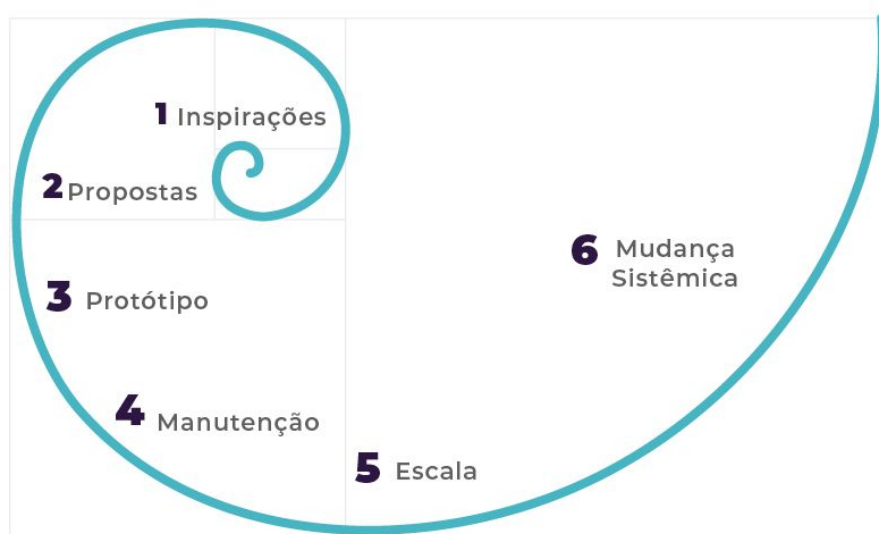 1 Inspirações
2 Propostas
3 Protótipo
4 Manutenção
5 Escala
6 Mudança
Sistêmica